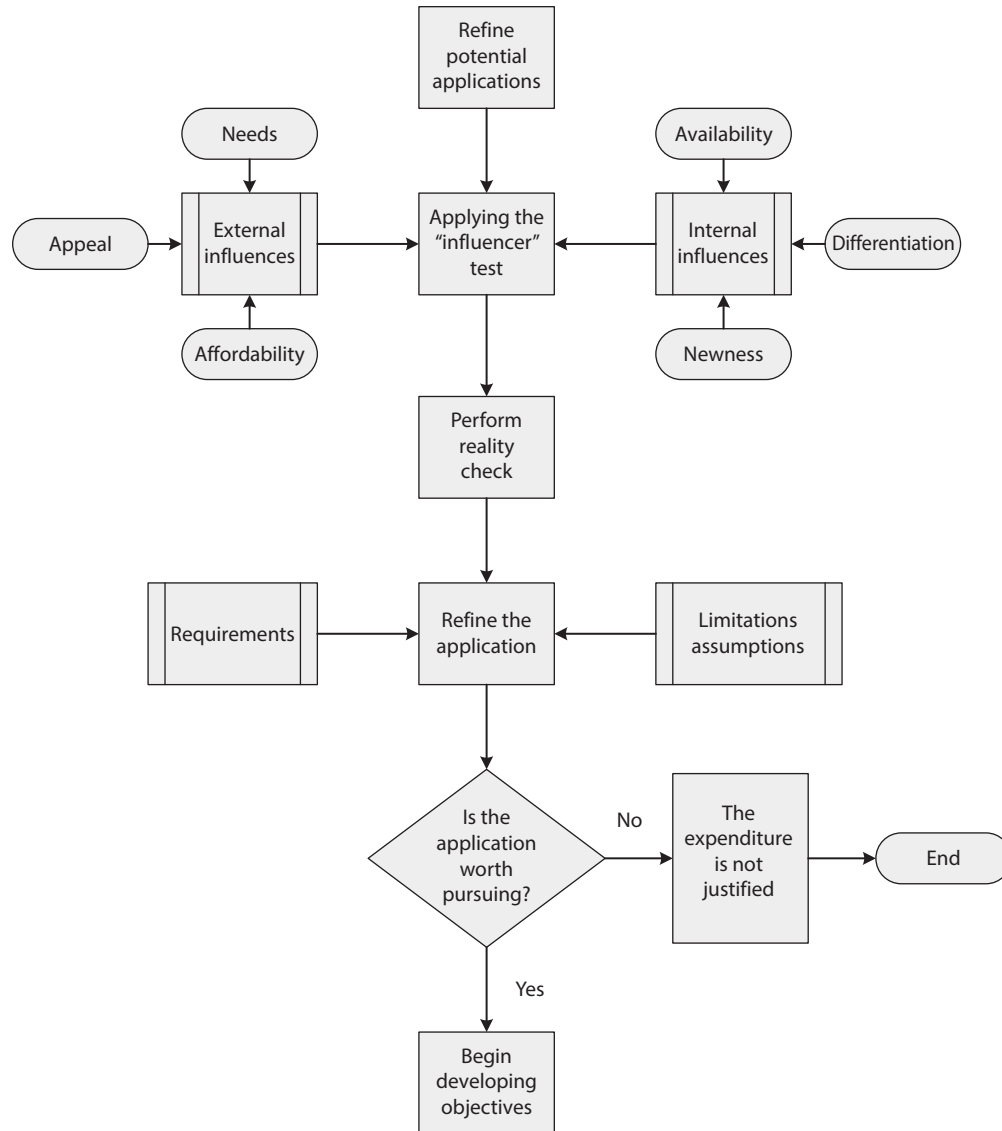 Refine
potential
applications
Needs
Availability
Appeal
External
influences
Applying the
“influencer”
test
Internal
influences
Differentiation
Affordability
Newness
Perform
reality
check
Requirements
Refine the
application
Limitations
assumptions
Is the
application
worth
pursuing?
No
The
expenditure
is not
justified
End
Yes
Begin
developing
objectives